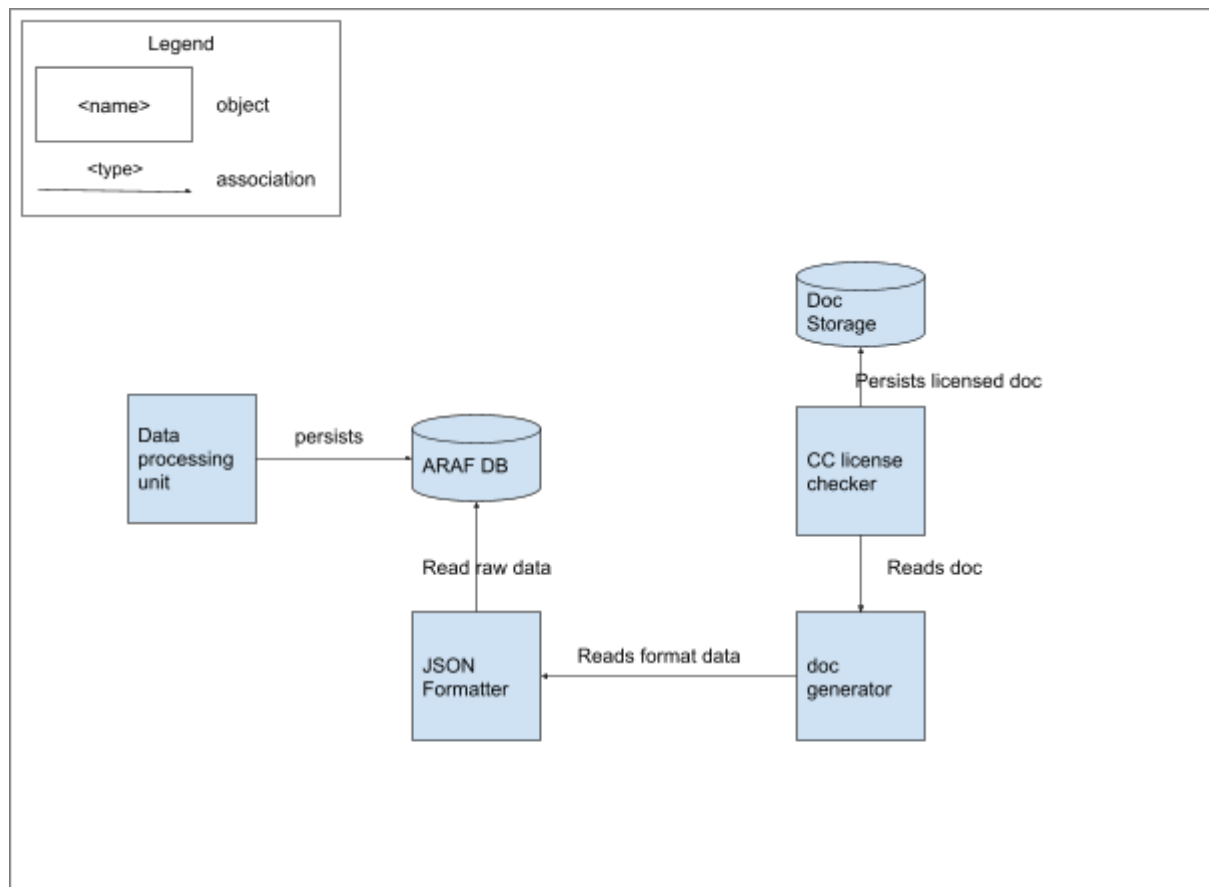 Legend
<name>
object
<type>
association
Doc
Storage
Persists licensed doc
Data
processing
unit
persists
ARAF DB
CC license
checker
Read raw data
Reads doc
JSON
Formatter
Reads format data
doc
generator